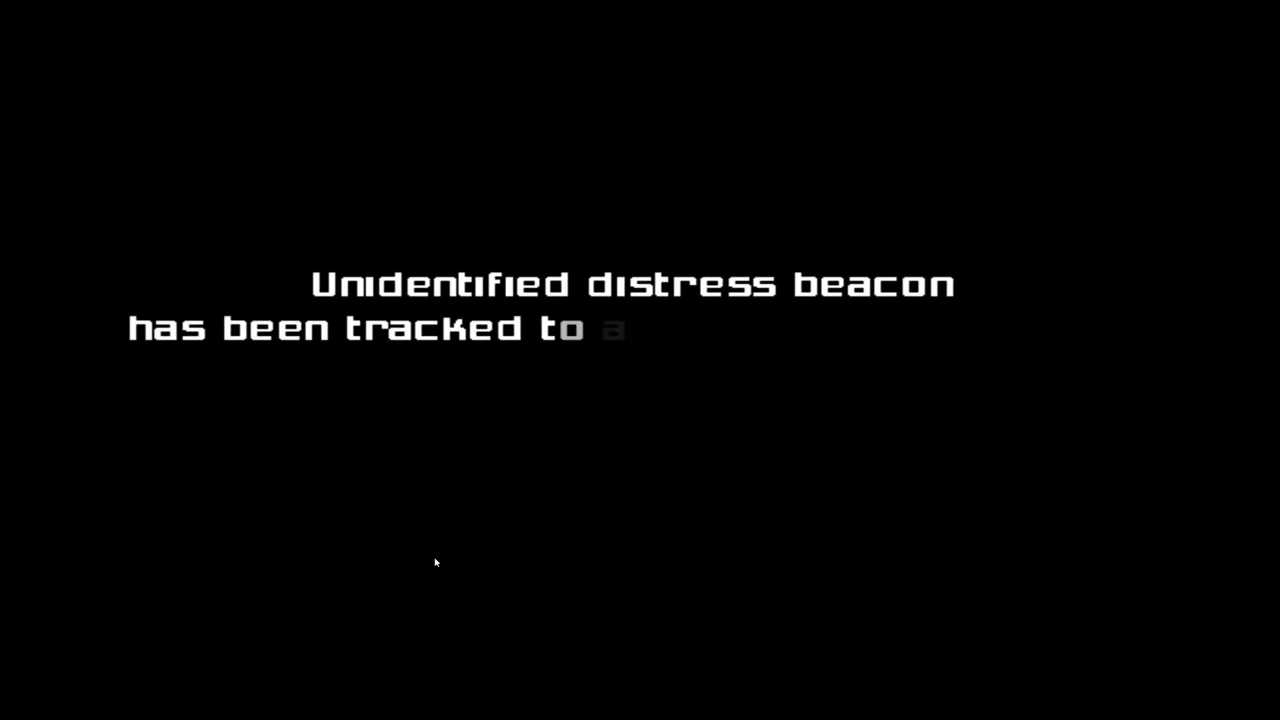 Unidentified distress beacon
has been tracked to a